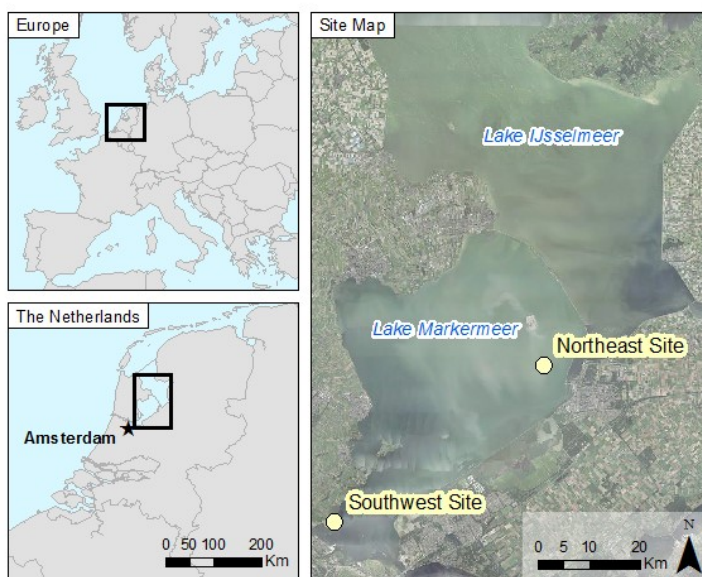 Europe
Site Map
Lake IJsselmeer
The Netherlands
Amsterdam
0 50 100 200
Km
Lake Markermeer
Northeast Site
Southwest Site
N
0 5 10 20
Km